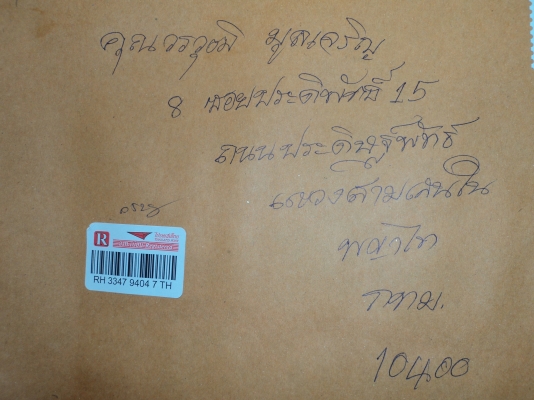 คุณวรวุฒิ มูลเจริญ
8 ซอยประดิพัทธ์ 15
ถนนประดิษฐ์พัทธ์
แขวงสามเสนใน
พญาไท
กทม.
10400
R
RH 3347 9404 7 TH